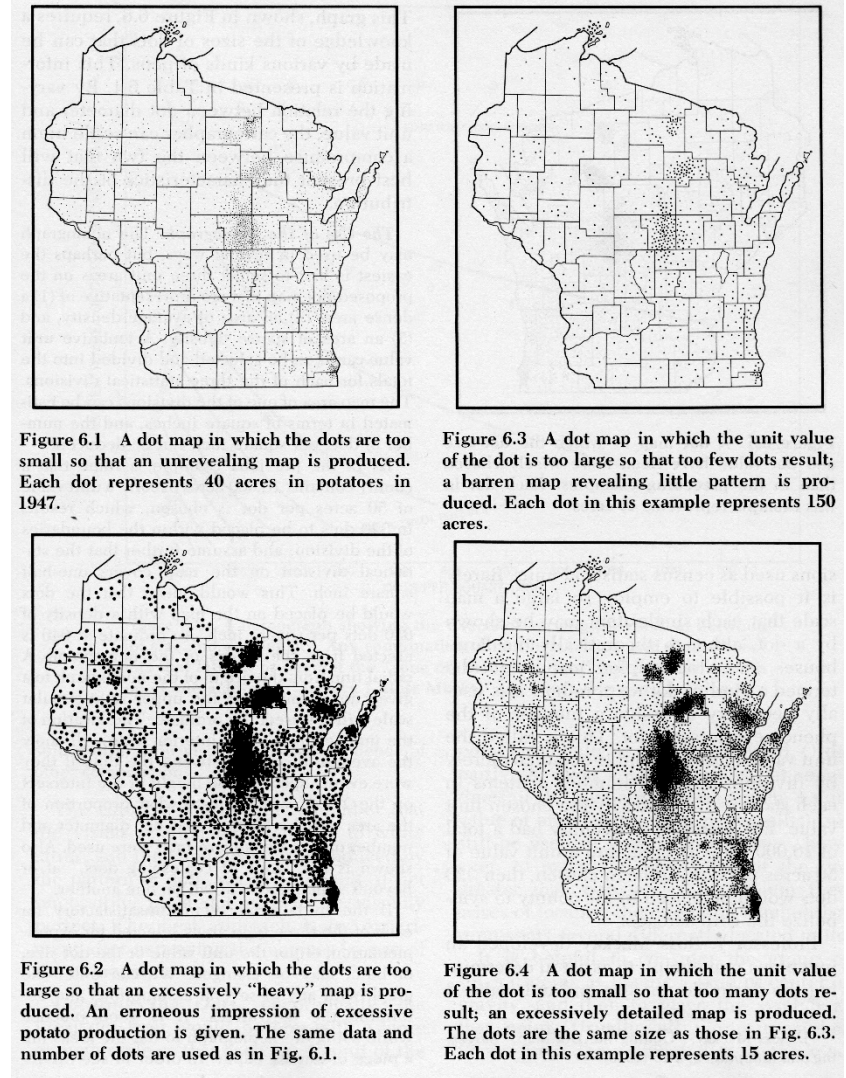 Figure 6.1 A dot map in which the dots are too
small so that an unrevealing map is produced.
Each dot represents 40 acres in potatoes in
1947.
Figure 6.3 A dot map in which the unit value
of the dot is too large so that too few dots result;
a barren map revealing little pattern is pro-
duced. Each dot in this example represents 150
acres.
Figure 6.2 A dot map in which the dots are too
large so that an excessively "heavy" map is pro-
duced. An erroneous impression of excessive
potato production is given. The same data and
number of dots are used as in Fig. 6.1.
Figure 6.4 A dot map in which the unit value
of the dot is too small so that too many dots re-
sult; an excessively detailed map is produced.
The dots are the same size as those in Fig. 6.3.
Each dot in this example represents 15 acres.